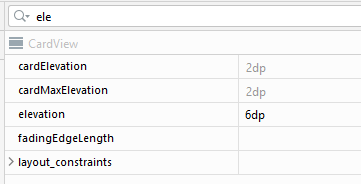 ele
CardView
cardElevation 2dp
cardMaxElevation 2dp
elevation 6dp
fadingEdgeLength
layout_constraints